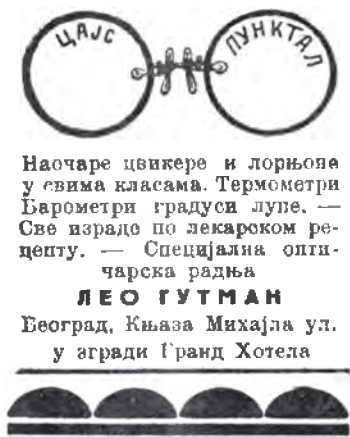 ЦАЈС ПУНКТАЛ
Наочаре цвикере и лорњоне
у свима класама. Термометри
Барометри градуси лупе. —
Све израде по лекарском ре-
цепту. — Специјална опти-
чарска радња
ЛЕО ГУТМАН
Београд, Књаза Михајла ул.
у згради Гранд Хотела